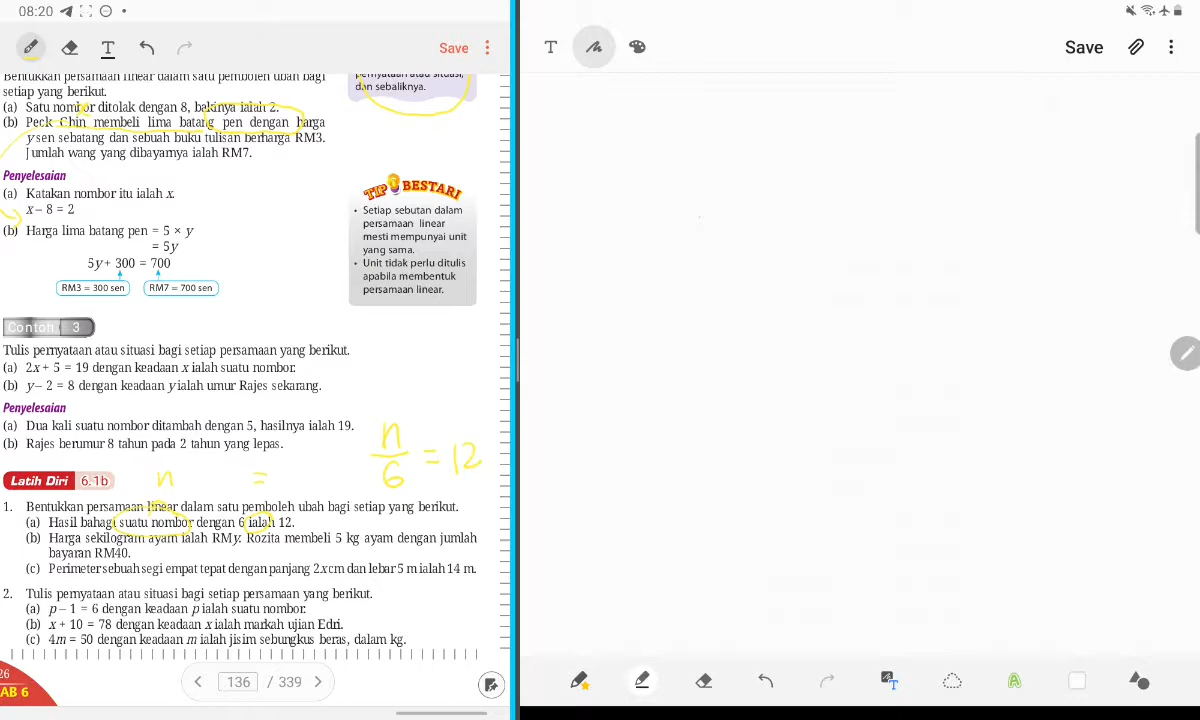 08:20
T
Save
T
Save
Bentukkan persamaan linear dalam satu pemboleh ubah bagi
setiap yang berikut.
(a) Satu nombor ditolak dengan 8, bakinya ialah 2.
(b) Peck Chin membeli lima batang pen dengan harga
y sen sebatang dan sebuah buku tulisan berharga RM3.
Jumlah wang yang dibayarnya ialah RM7.
pernyataan atau situasi,
dan sebaliknya.
x
Penyelesaian
(a) Katakan nombor itu ialah x.
x – 8 = 2
(b) Harga lima batang pen = 5 × y
= 5y
5y + 300 = 700
RM3 = 300 sen
RM7 = 700 sen
TIP BESTARI
• Setiap sebutan dalam
persamaan linear
mesti mempunyai unit
yang sama.
• Unit tidak perlu ditulis
apabila membentuk
persamaan linear.
Contoh 3
Tulis pernyataan atau situasi bagi setiap persamaan yang berikut.
(a) 2x + 5 = 19 dengan keadaan x ialah suatu nombor.
(b) y – 2 = 8 dengan keadaan y ialah umur Rajes sekarang.
Penyelesaian
(a) Dua kali suatu nombor ditambah dengan 5, hasilnya ialah 19.
(b) Rajes berumur 8 tahun pada 2 tahun yang lepas.
n/6 = 12
Latih Diri 6.1b
n =
1. Bentukkan persamaan linear dalam satu pemboleh ubah bagi setiap yang berikut.
(a) Hasil bahagi suatu nombor dengan 6 ialah 12.
(b) Harga sekilogram ayam ialah RMy. Rozita membeli 5 kg ayam dengan jumlah
bayaran RM40.
(c) Perimeter sebuah segi empat tepat dengan panjang 2x cm dan lebar 5 m ialah 14 m.
2. Tulis pernyataan atau situasi bagi setiap persamaan yang berikut.
(a) p – 1 = 6 dengan keadaan p ialah suatu nombor.
(b) x + 10 = 78 dengan keadaan x ialah markah ujian Edri.
(c) 4m = 50 dengan keadaan m ialah jisim sebungkus beras, dalam kg.
26
AB 6
136 / 339
T
A